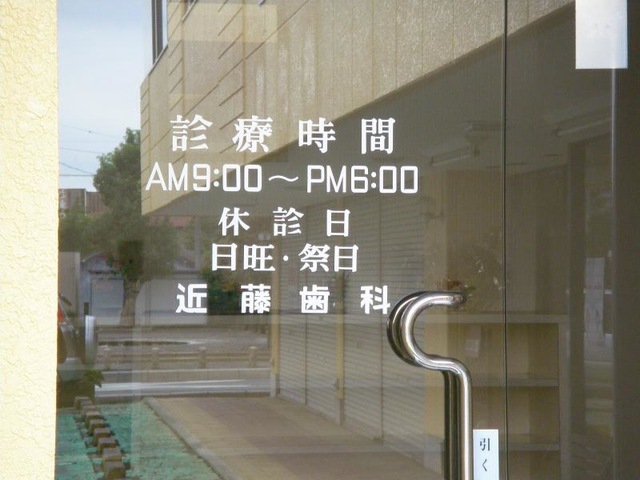 診療時間
AM9:00～PM6:00
休診日
日旺・祭日
近藤歯科
引く